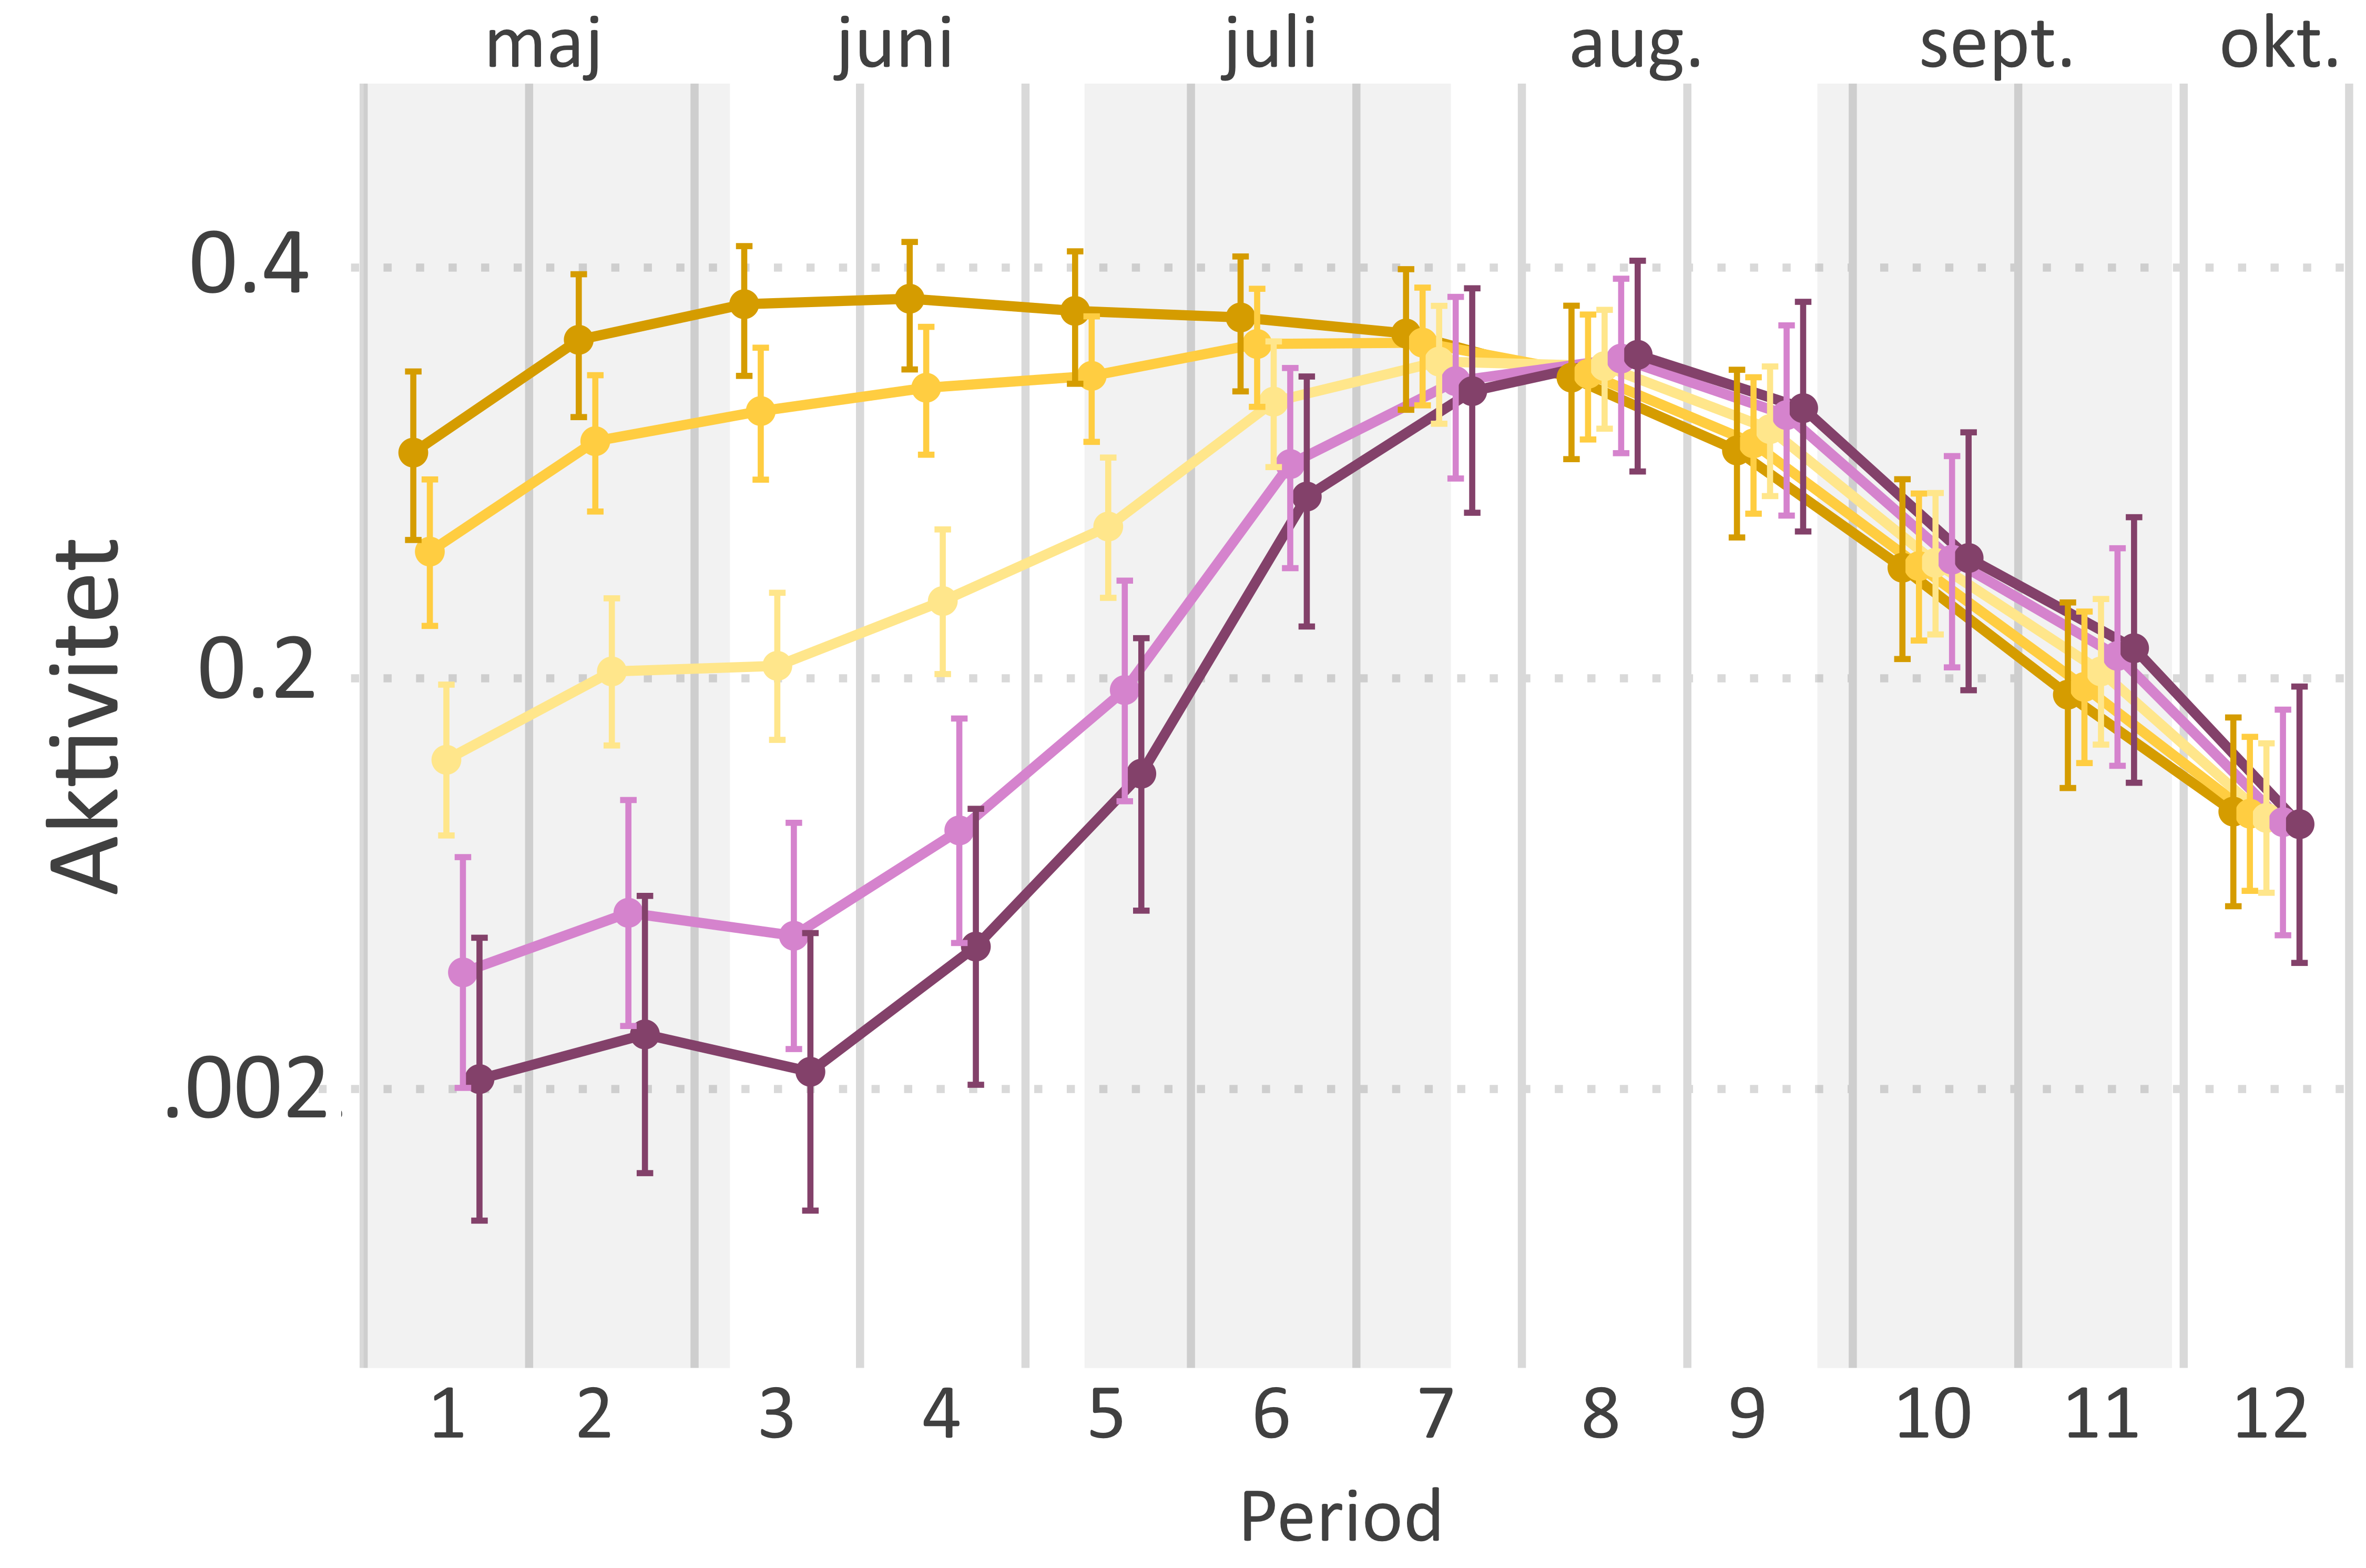 maj juni juli aug. sept. okt.
0.4
0.2
.002
Aktivitet
1 2 3 4 5 6 7 8 9 10 11 12
Period